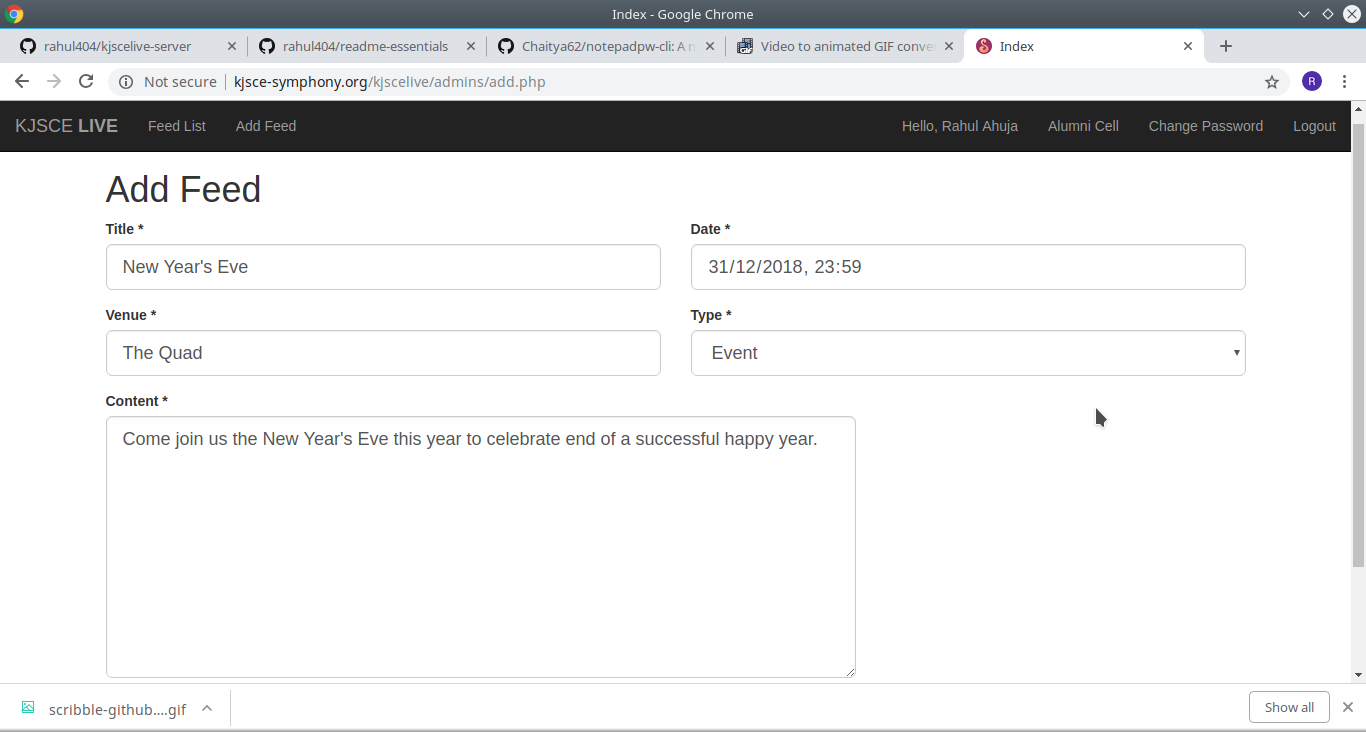 Index - Google Chrome
rahul404/kjscelive-server rahul404/readme-essentials Chaitya62/notepadpw-cli: A n Video to animated GIF conve Index
Not secure kjsce-symphony.org/kjscelive/admins/add.php R
KJSCE LIVE Feed List Add Feed Hello, Rahul Ahuja Alumni Cell Change Password Logout
Add Feed
Title * Date *
New Year's Eve 31/12/2018, 23:59
Venue * Type *
The Quad Event
Content *
Come join us the New Year's Eve this year to celebrate end of a successful happy year.
scribble-github....gif Show all